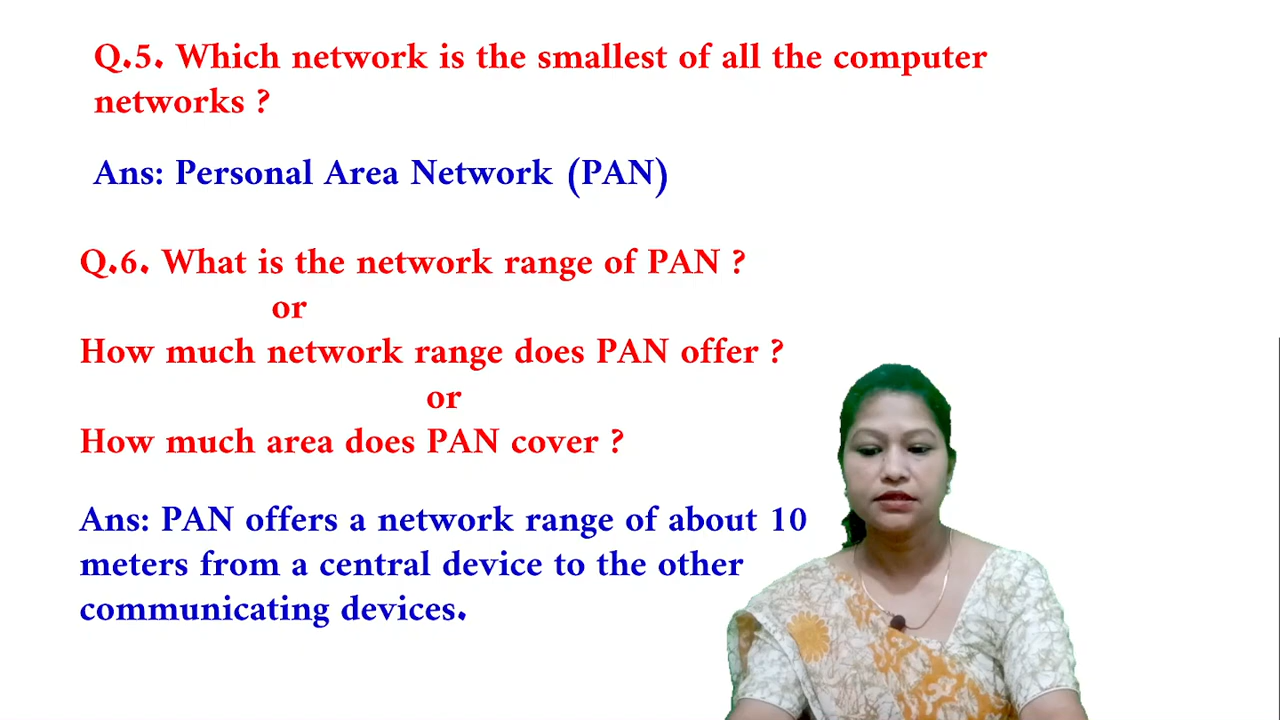 Q.5. Which network is the smallest of all the computer
networks ?
Ans: Personal Area Network (PAN)
Q.6. What is the network range of PAN ?
or
How much network range does PAN offer ?
or
How much area does PAN cover ?
Ans: PAN offers a network range of about 10
meters from a central device to the other
communicating devices.